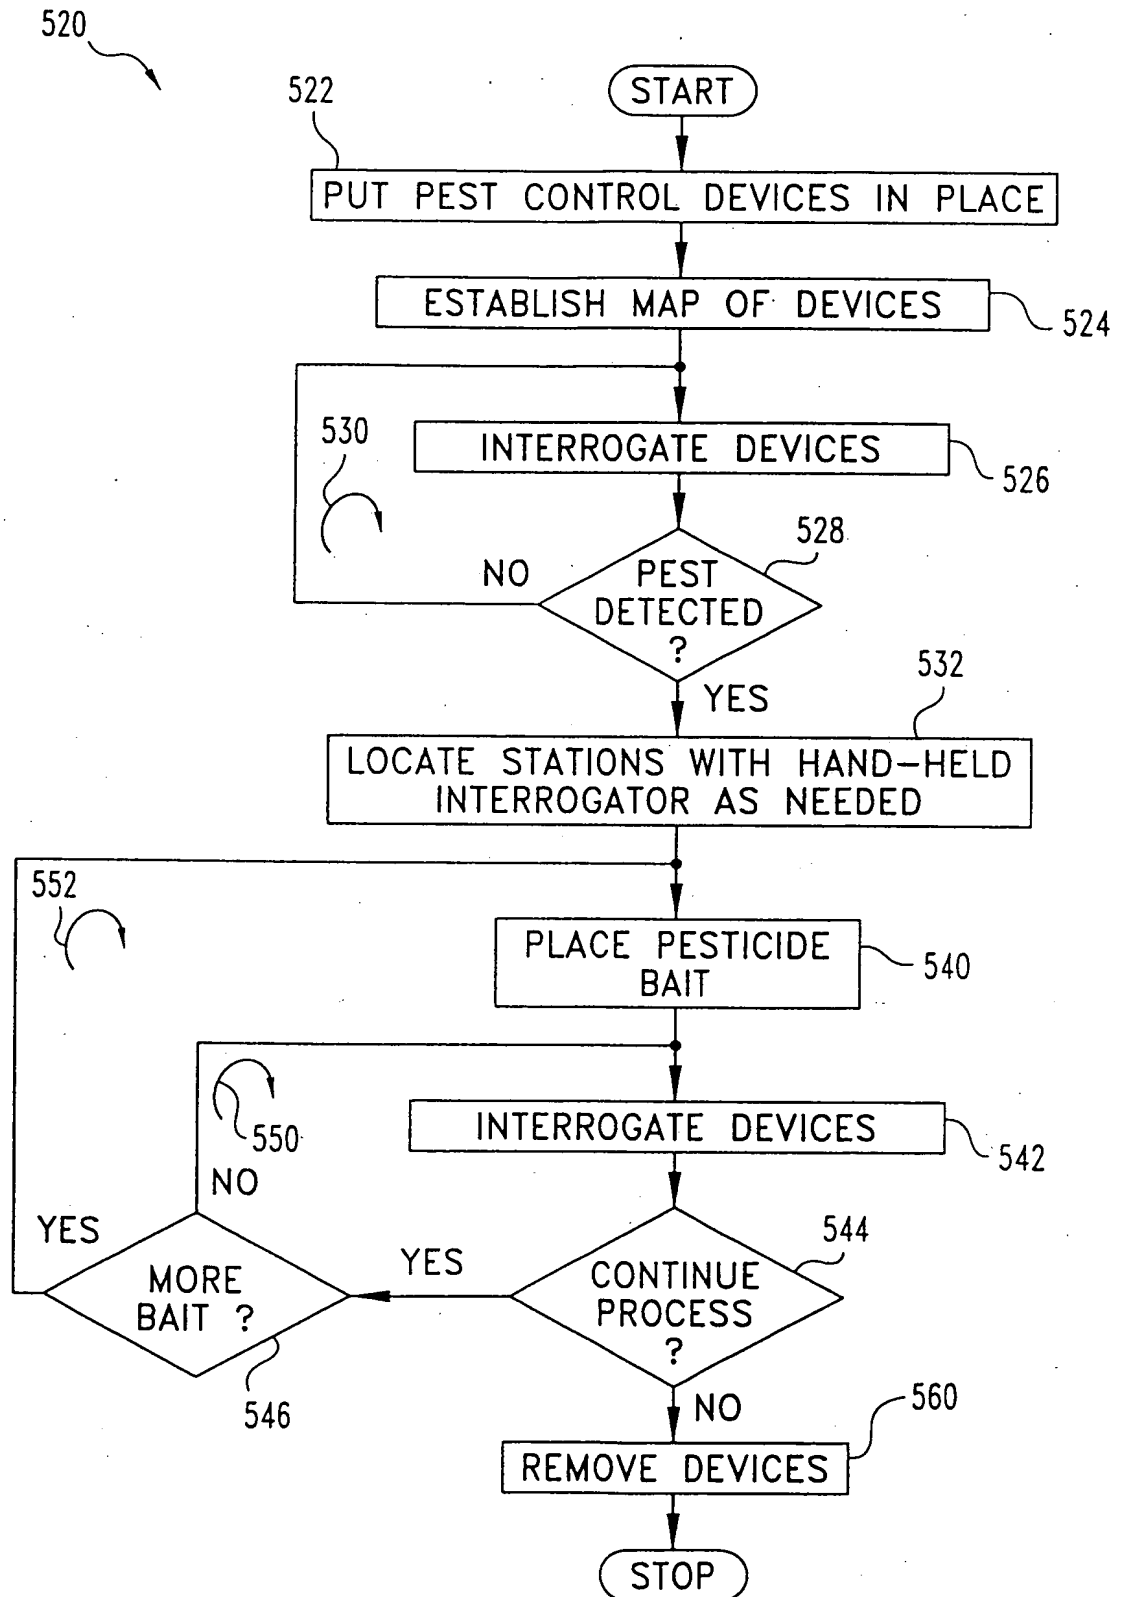 520
START
522
PUT PEST CONTROL DEVICES IN PLACE
ESTABLISH MAP OF DEVICES
524
530
INTERROGATE DEVICES
526
528
NO
PEST
DETECTED
?
YES
532
LOCATE STATIONS WITH HAND-HELD
INTERROGATOR AS NEEDED
552
PLACE PESTICIDE
BAIT
540
550
INTERROGATE DEVICES
542
NO
YES
MORE
BAIT ?
546
YES
544
CONTINUE
PROCESS
?
NO
560
REMOVE DEVICES
STOP